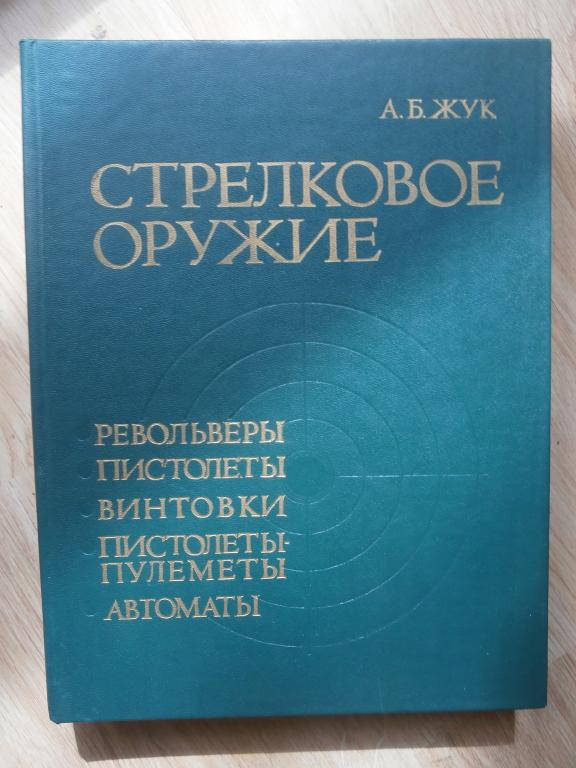 А.Б.ЖУК
СТРЕЛКОВОЕ
ОРУЖИЕ
РЕВОЛЬВЕРЫ
ПИСТОЛЕТЫ
ВИНТОВКИ
ПИСТОЛЕТЫ-
ПУЛЕМЕТЫ
АВТОМАТЫ